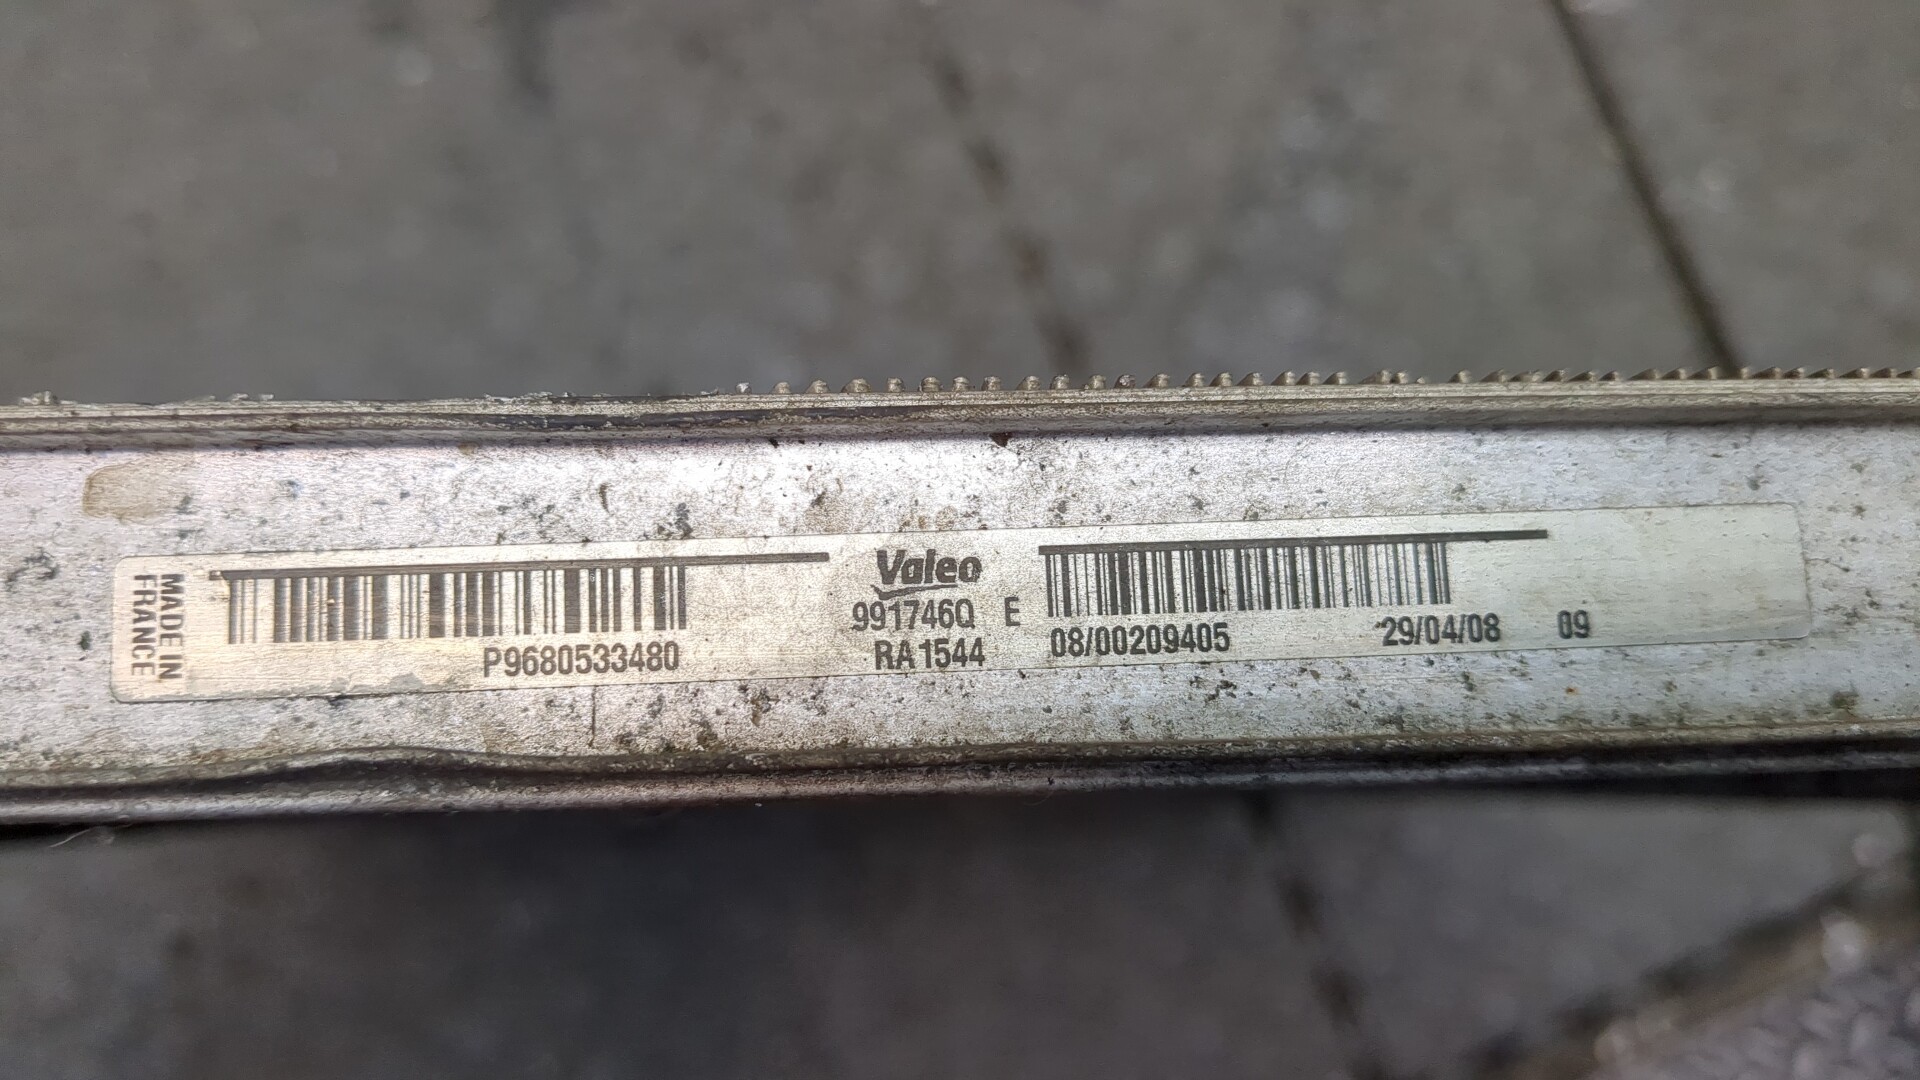 MADE IN
FRANCE
P9680533480
Valeo
991746Q E
RA1544
08/00209405 29/04/08 09